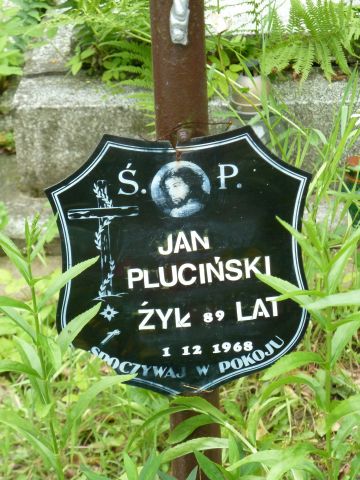 Ś. P.
JAN
PLUCIŃSKI
ŻYŁ 89 LAT
1 12 1968
SPOCZYWAJ W POKOJU